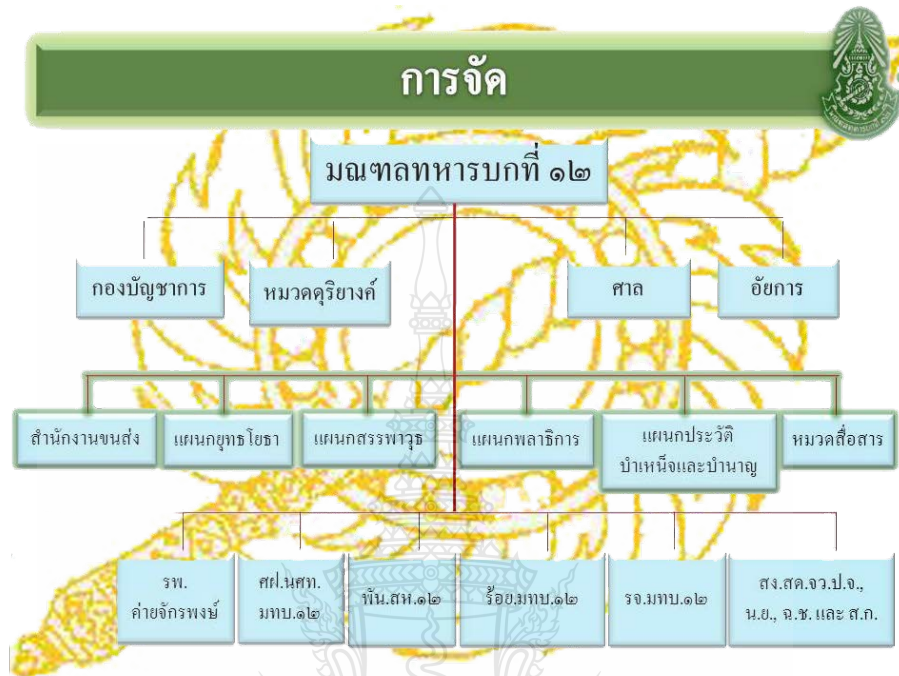 การจัด
มณฑลทหารบกที่ ๑๒
กองบัญชาการ
หมวดดุริยางค์
ศาล
อัยการ
สำนักงานขนส่ง
แผนกยุทธโยธา
แผนกสรรพาวุธ
แผนกพลาธิการ
แผนกประวัติ
บำเหน็จและบำนาญ
หมวดสื่อสาร
รพ.
ค่ายจักรพงษ์
ศฝ.นศท.
มทบ.๑๒
พัน.สห.๑๒
ร้อย.มทบ.๑๒
รจ.มทบ.๑๒
สง.สด.จว.ป.จ.,
น.ย., ฉ.ช. และ ส.ก.